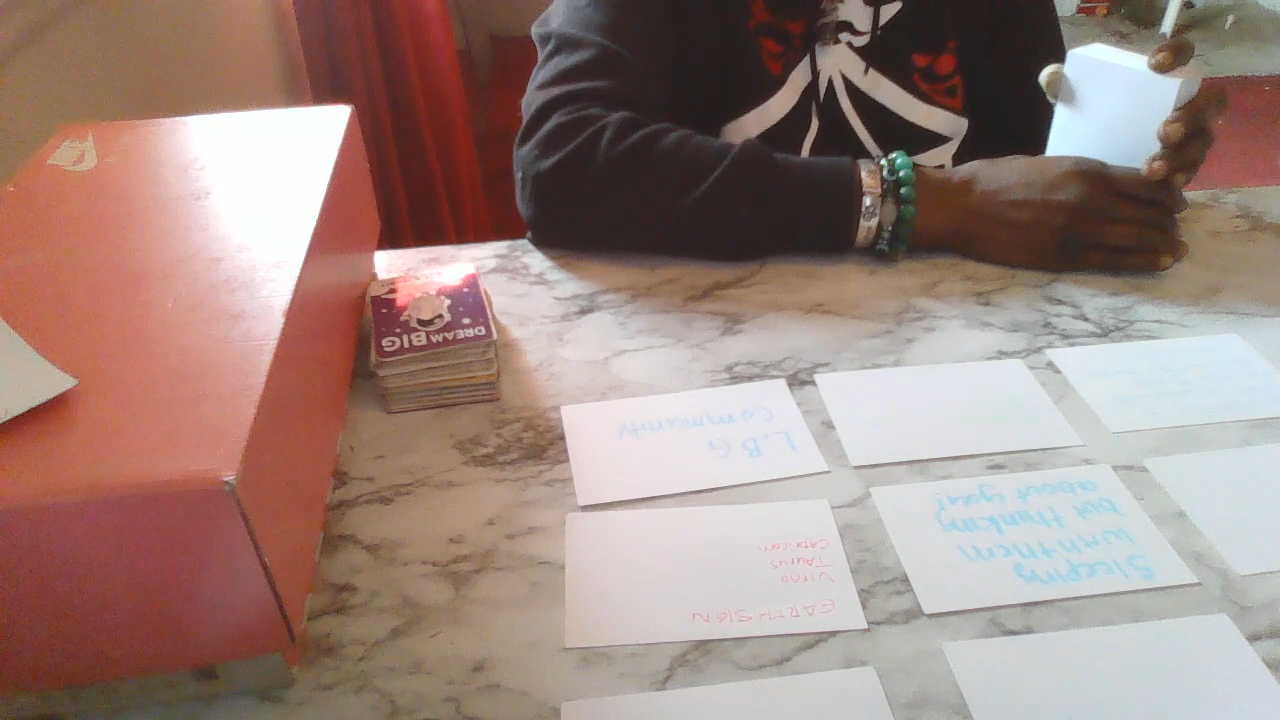 DREAM BIG
L.B.G
Community
Sleeping
with them
but thinking
about you!
EARTH SIGN
VIRGO
TAURUS
CAPRICORN